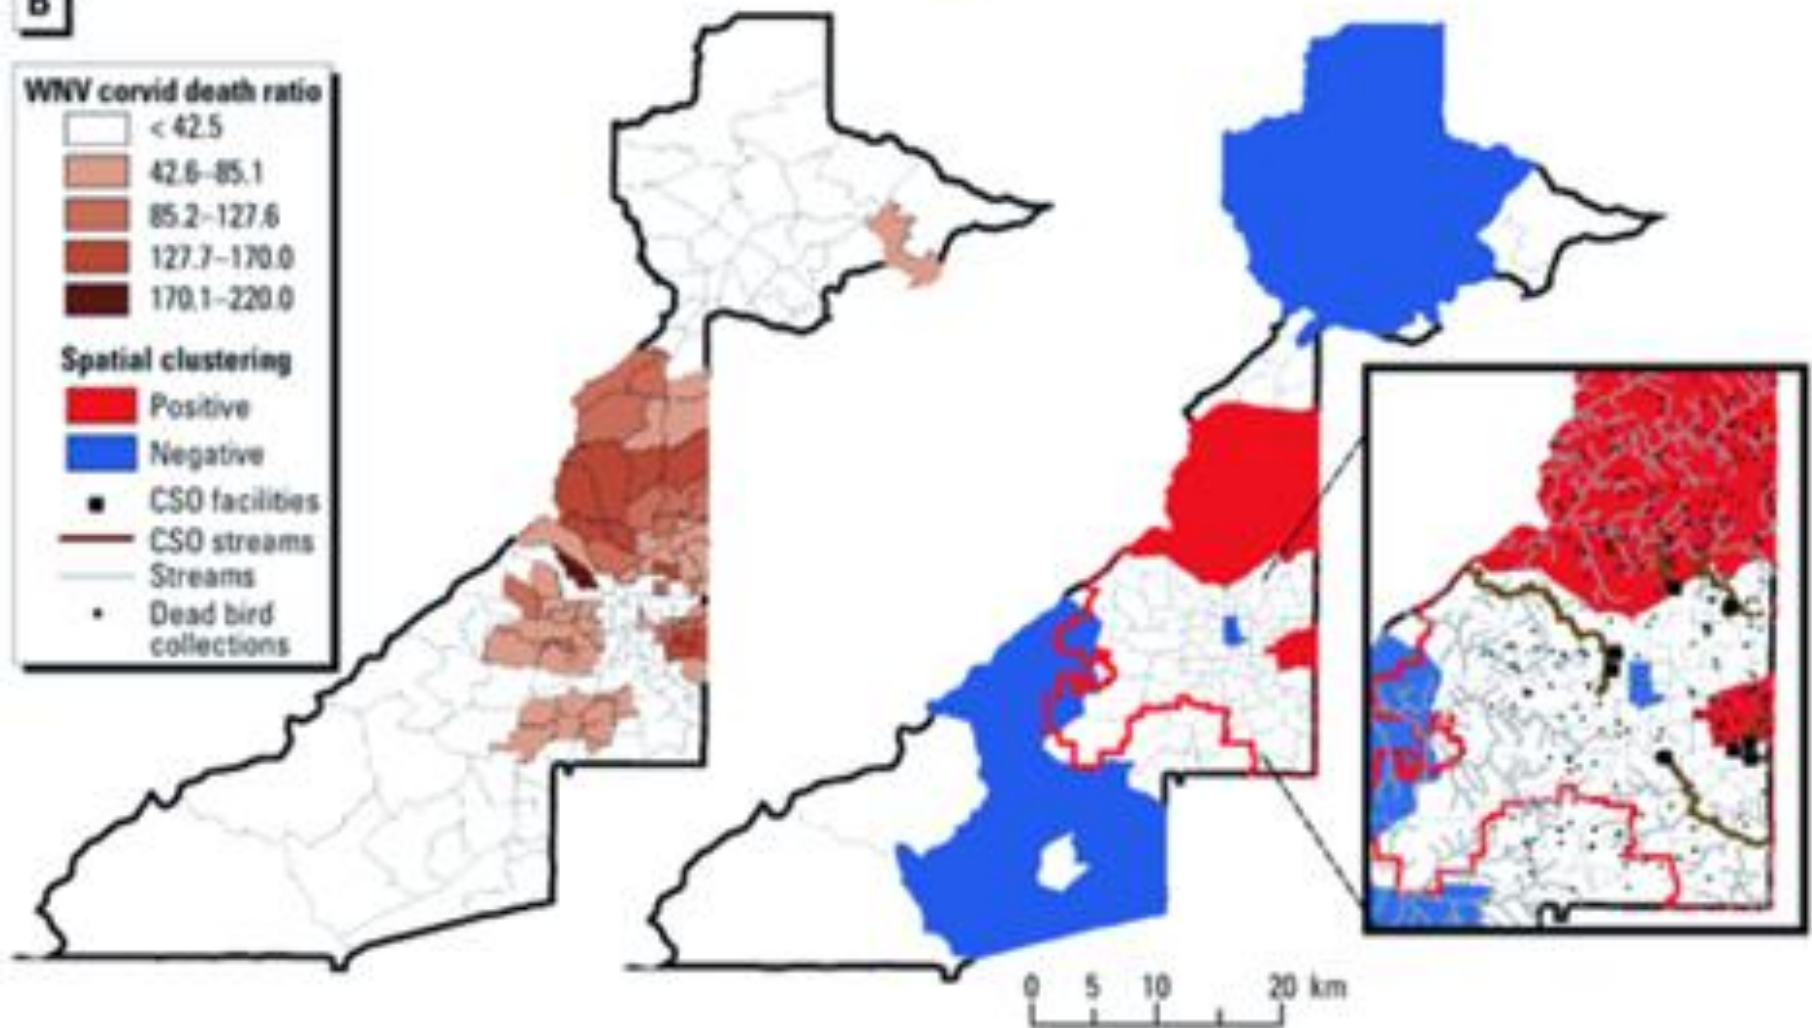 B
WNV corvid death ratio
< 42.5
42.6–85.1
85.2–127.6
127.7–170.0
170.1–220.0
Spatial clustering
Positive
Negative
CSO facilities
CSO streams
Streams
Dead bird
collections
0 5 10 20 km